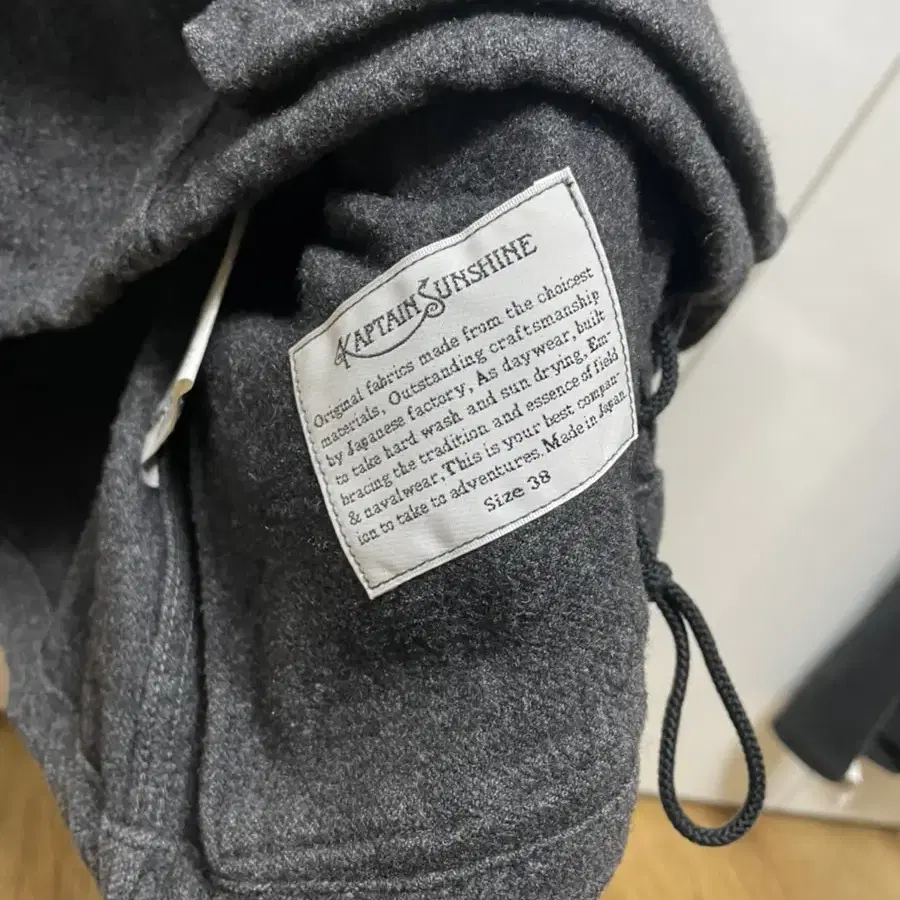 KAPTAIN SUNSHINE
Original fabrics made from the choicest
materials, Outstanding craftsmanship
by Japanese factory, As daywear, built
to take hard wash and sun drying, Em-
bracing the tradition and essence of field
& navalwear, This is your best compan-
ion to take to adventures. Made in Japan
Size 38